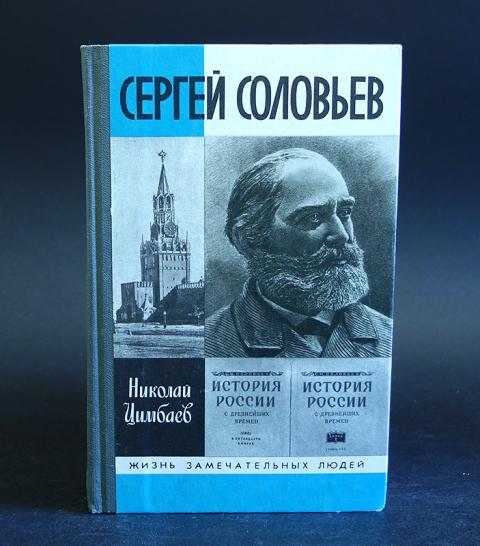 СЕРГЕЙ СОЛОВЬЕВ
Николай
Цимбаев
ИСТОРИЯ
РОССИИ
С ДРЕВНЕЙШИХ
ВРЕМЕН
ИСТОРИЯ
РОССИИ
С ДРЕВНЕЙШИХ
ВРЕМЕН
ЖИЗНЬ ЗАМЕЧАТЕЛЬНЫХ ЛЮДЕЙ